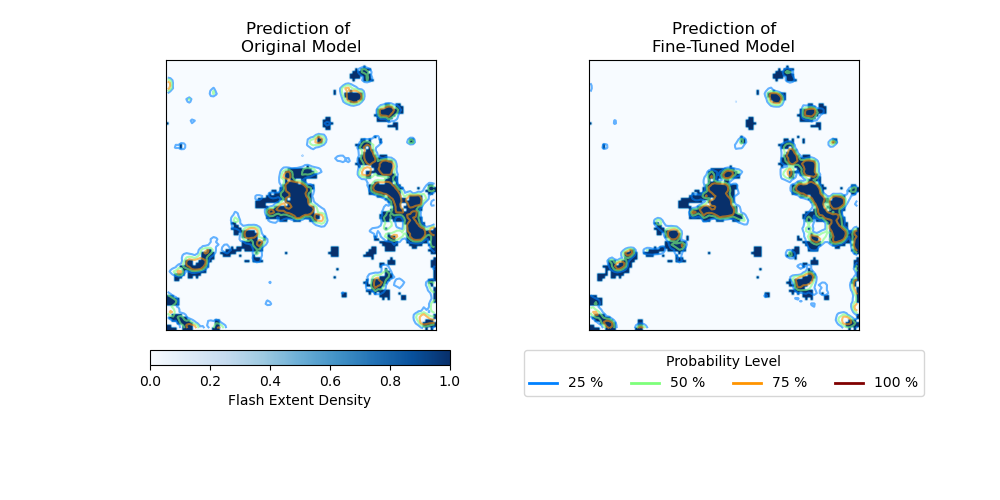 Prediction of
Original Model
Prediction of
Fine-Tuned Model
0.0 0.2 0.4 0.6 0.8 1.0
Flash Extent Density
Probability Level
25 % 50 % 75 % 100 %